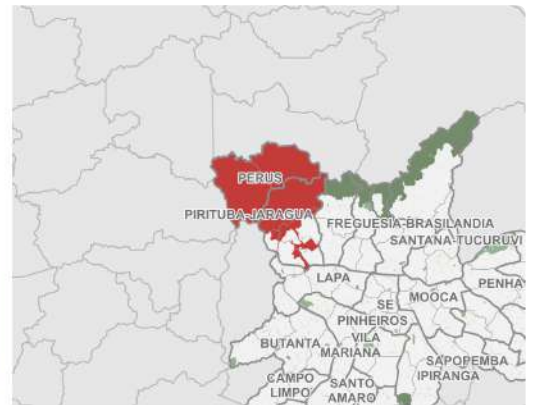 PERUS
PIRITUBA-JARAGUA
FREGUESIA-BRASILANDIA
SANTANA-TUCURUVI
LAPA
PENHA
SE
MOOCA
PINHEIROS
BUTANTA
VILA
MARIANA
SAPOPEMBA
CAMPO
LIMPO
SANTO
AMARO
IPIRANGA